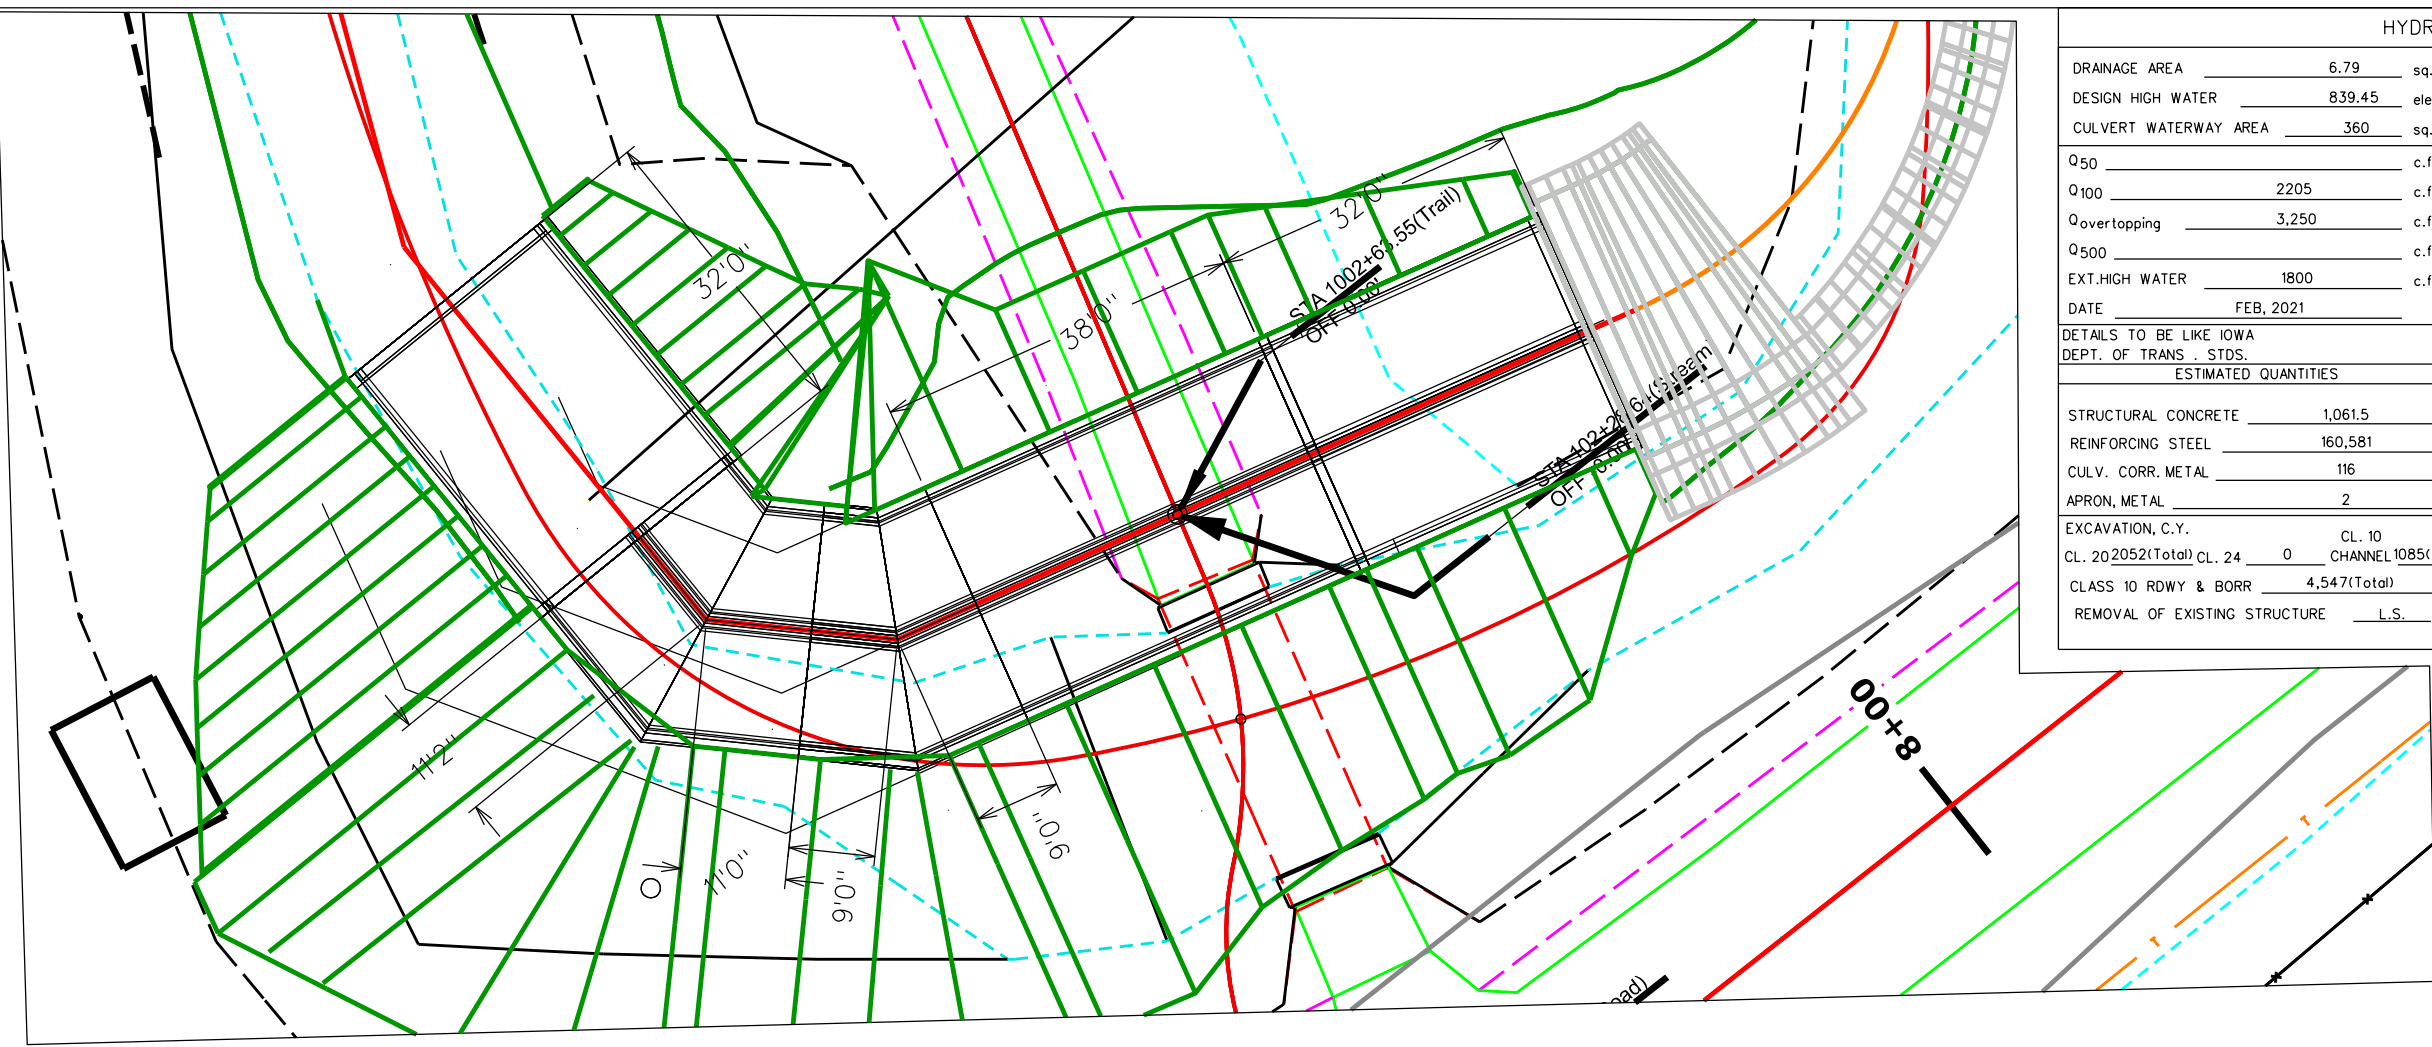 32'0"
32'0"
38'0"
STA 1002+63.55(Trail)
OFF 0.00'
OFF 0.00'
11'2"
11'0"
9'0"
9'0"
8+00
HYDR
DRAINAGE AREA 6.79 sq.
DESIGN HIGH WATER 839.45 ele
CULVERT WATERWAY AREA 360 sq.
Q50 c.f
Q100 2205 c.f
Qovertopping 3,250 c.f
Q500 c.f
EXT.HIGH WATER 1800 c.f
DATE FEB, 2021
DETAILS TO BE LIKE IOWA
DEPT. OF TRANS . STDS.
ESTIMATED QUANTITIES
STRUCTURAL CONCRETE 1,061.5
REINFORCING STEEL 160,581
CULV. CORR. METAL 116
APRON, METAL 2
EXCAVATION, C.Y. CL. 10
CL. 20 2052(Total) CL. 24 0 CHANNEL 1085(
CLASS 10 RDWY & BORR 4,547(Total)
REMOVAL OF EXISTING STRUCTURE L.S.
T
T
oad)